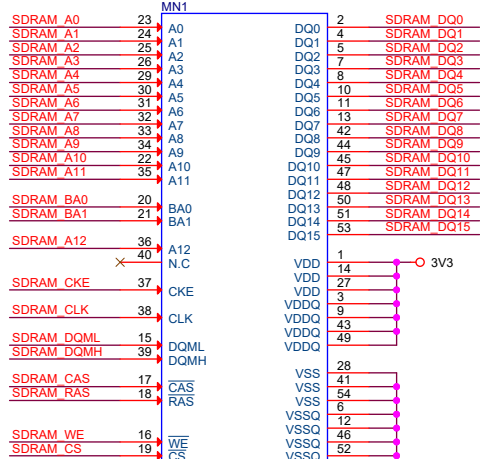 MN1
SDRAM_A0 23 A0 DQ0 2 SDRAM_DQ0
SDRAM_A1 24 A1 DQ1 4 SDRAM_DQ1
SDRAM_A2 25 A2 DQ2 5 SDRAM_DQ2
SDRAM_A3 26 A3 DQ3 7 SDRAM_DQ3
SDRAM_A4 29 A4 DQ4 8 SDRAM_DQ4
SDRAM_A5 30 A5 DQ5 10 SDRAM_DQ5
SDRAM_A6 31 A6 DQ6 11 SDRAM_DQ6
SDRAM_A7 32 A7 DQ7 13 SDRAM_DQ7
SDRAM_A8 33 A8 DQ8 42 SDRAM_DQ8
SDRAM_A9 34 A9 DQ9 44 SDRAM_DQ9
SDRAM_A10 22 A10 DQ10 45 SDRAM_DQ10
SDRAM_A11 35 A11 DQ11 47 SDRAM_DQ11
DQ12 48 SDRAM_DQ12
SDRAM_BA0 20 BA0 DQ13 50 SDRAM_DQ13
SDRAM_BA1 21 BA1 DQ14 51 SDRAM_DQ14
DQ15 53 SDRAM_DQ15
SDRAM_A12 36 A12
40 N.C VDD 1 3V3
VDD 14
SDRAM_CKE 37 CKE VDD 27
VDDQ 3
SDRAM_CLK 38 CLK VDDQ 9
VDDQ 43
SDRAM_DQML 15 DQML VDDQ 49
SDRAM_DQMH 39 DQMH
VSS 28
SDRAM_CAS 17 CAS VSS 41
SDRAM_RAS 18 RAS VSS 54
VSSQ 6
VSSQ 12
SDRAM_WE 16 WE VSSQ 46
SDRAM_CS 19 CS VSSQ 52